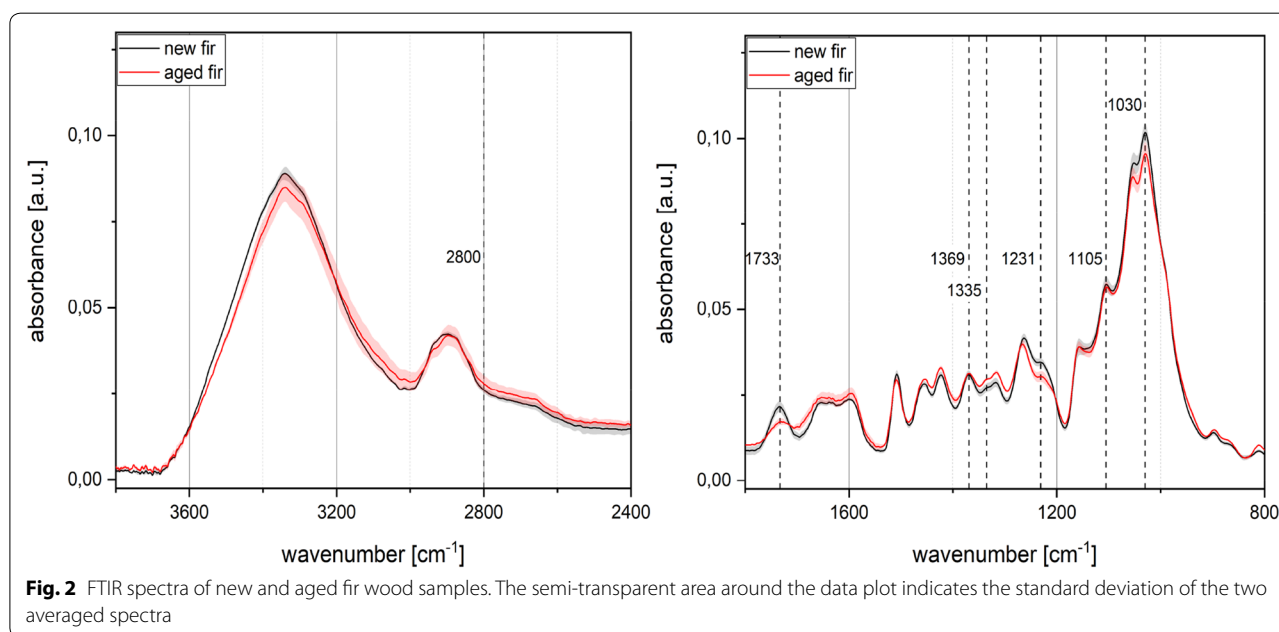 new fir
aged fir
0,10
0,05
0,00
absorbance [a.u.]
2800
3600
3200
2800
2400
wavenumber [cm-1]
new fir
aged fir
0,10
0,05
0,00
absorbance [a.u.]
1733
1369
1335
1231
1105
1030
1600
1200
800
wavenumber [cm-1]
Fig. 2 FTIR spectra of new and aged fir wood samples. The semi-transparent area around the data plot indicates the standard deviation of the two
averaged spectra